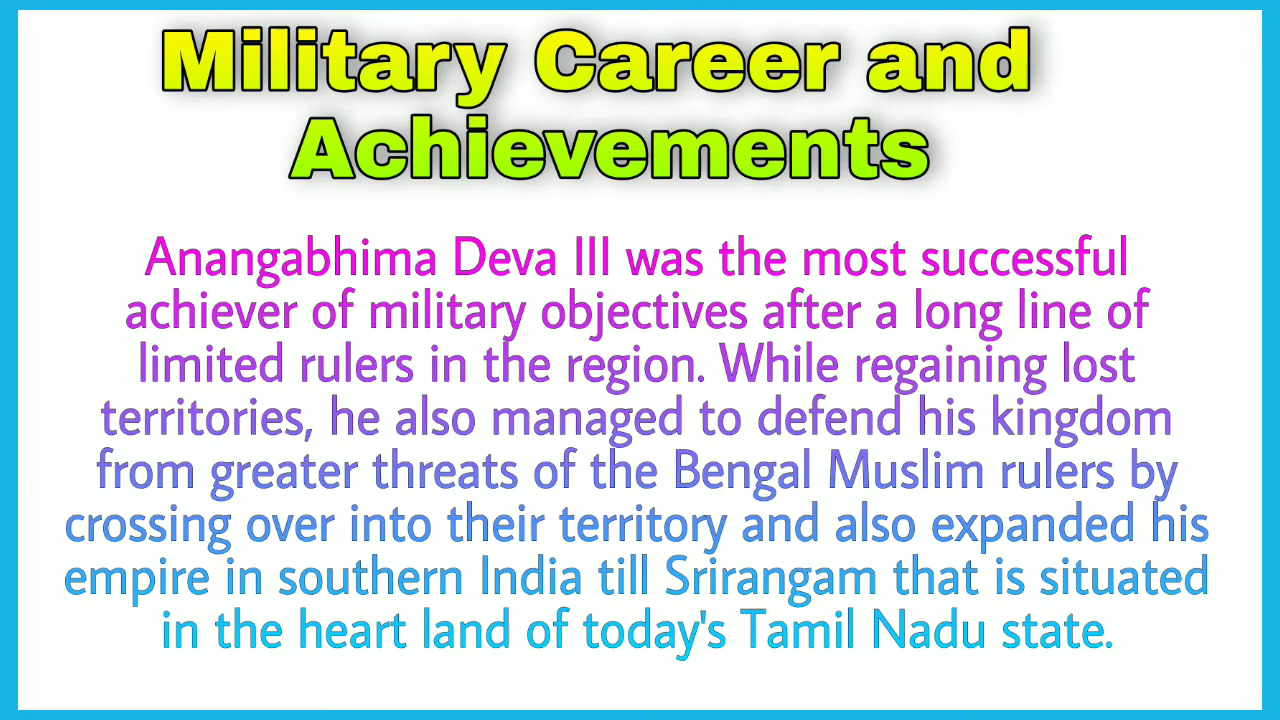 Military Career and
Achievements
Anangabhima Deva III was the most successful
achiever of military objectives after a long line of
limited rulers in the region. While regaining lost
territories, he also managed to defend his kingdom
from greater threats of the Bengal Muslim rulers by
crossing over into their territory and also expanded his
empire in southern India till Srirangam that is situated
in the heart land of today's Tamil Nadu state.